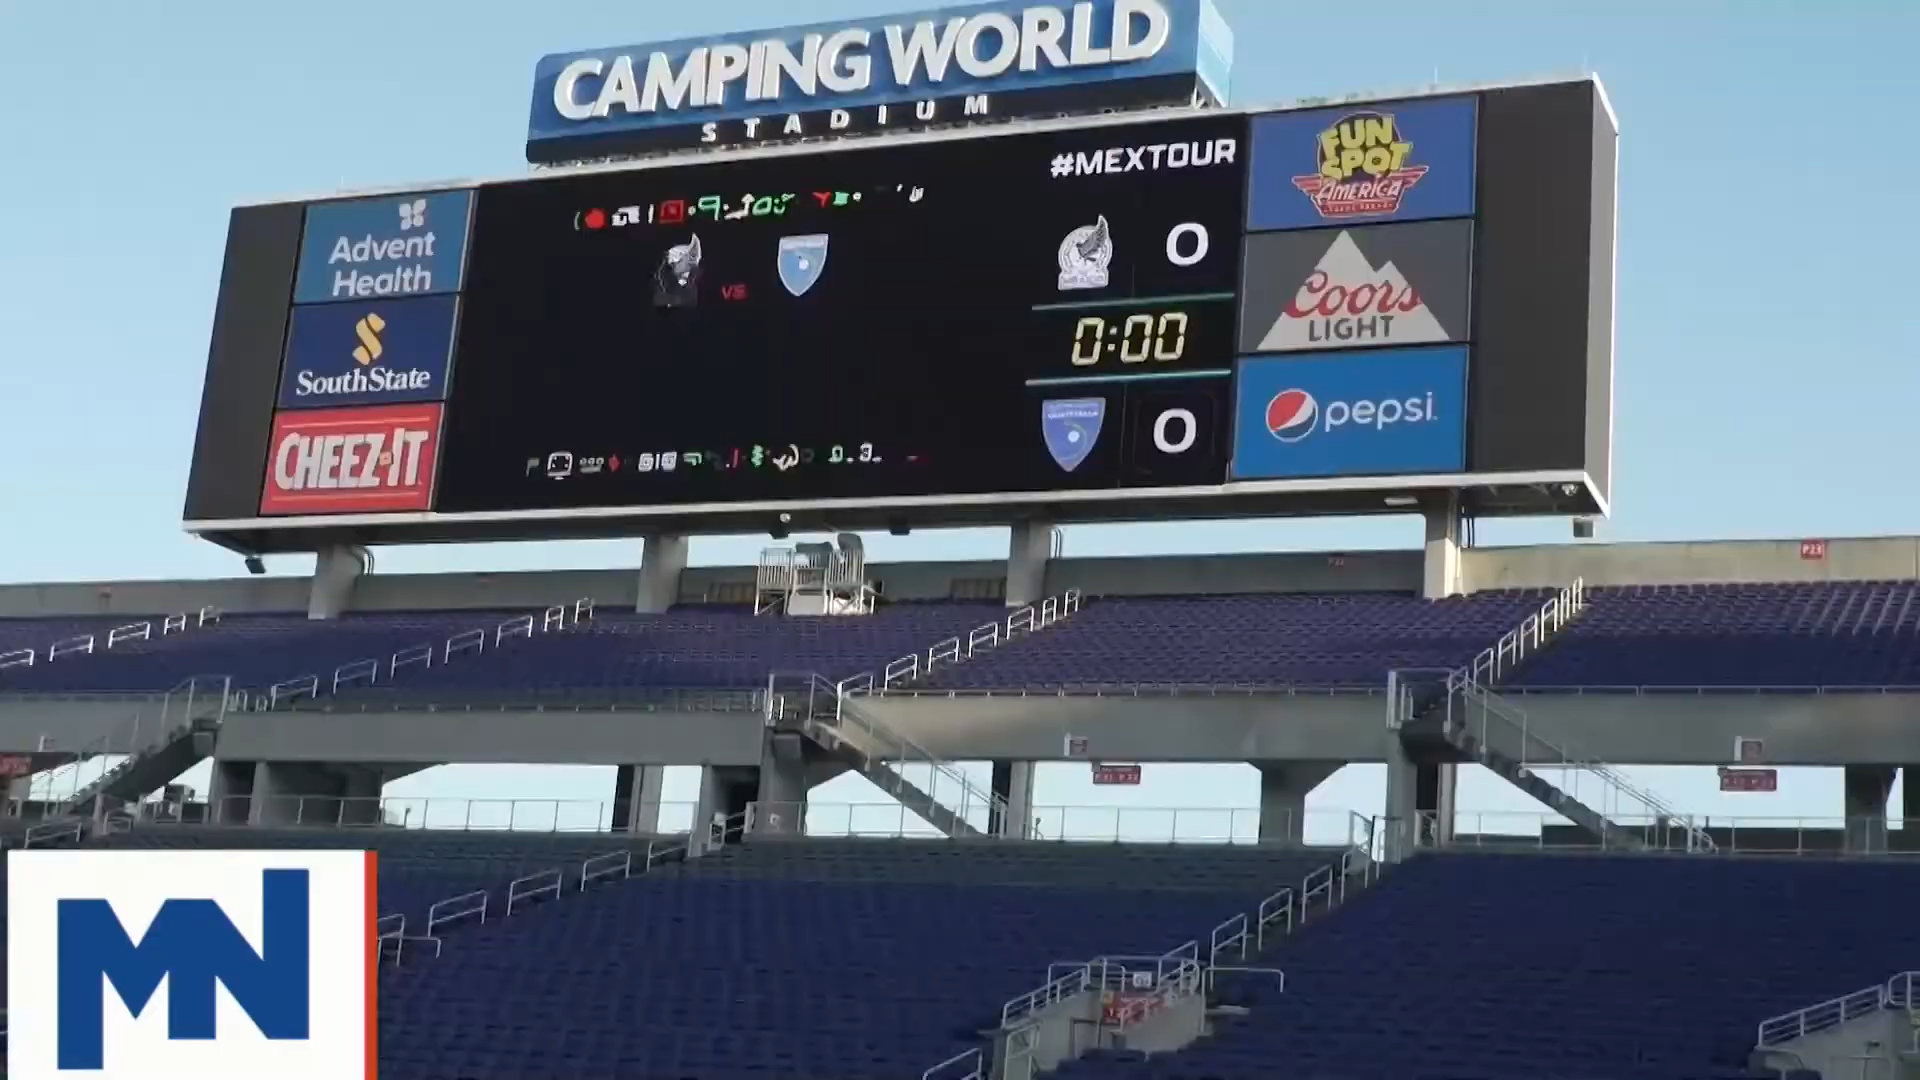 CAMPING WORLD
STADIUM
#MEXTOUR
FUN
SPOT
AMERICA
Advent
Health
0
VS.
Coors
LIGHT
0:00
SouthState
pepsi
CHEEZ-IT
0
P23
MN